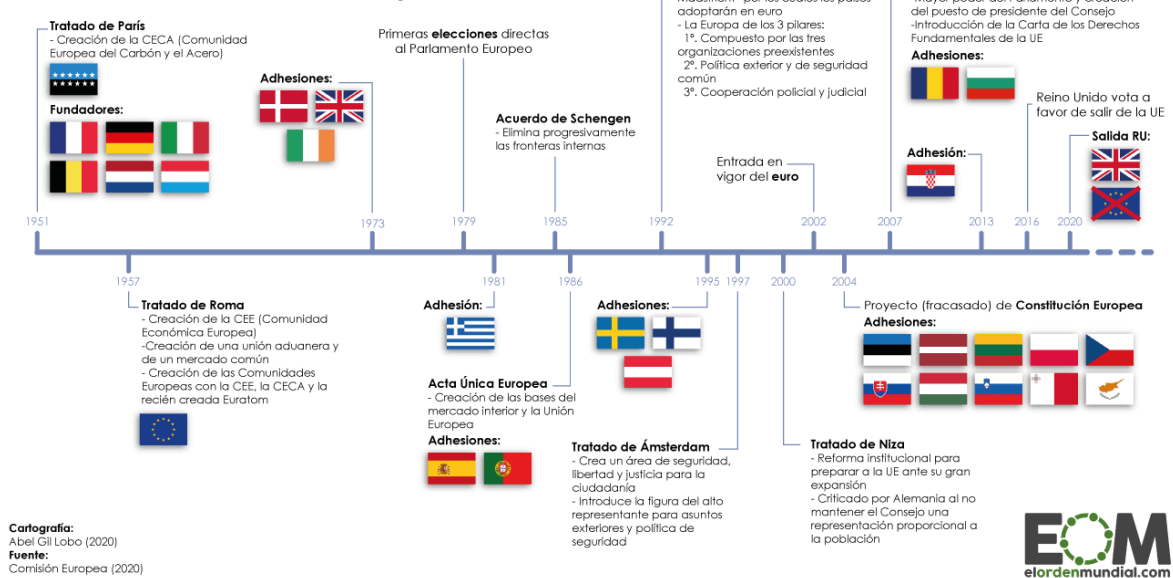 Tratado de París
- Creación de la CECA (Comunidad
Europea del Carbón y el Acero)
Fundadores:
Adhesiones:
Primeras elecciones directas
al Parlamento Europeo
Acuerdo de Schengen
- Elimina progresivamente
las fronteras internas
adoptarán en euro
- La Europa de los 3 pilares:
1º. Compuesto por las tres
organizaciones preexistentes
2º. Política exterior y de seguridad
común
3º. Cooperación policial y judicial
Entrada en
vigor del euro
del puesto de presidente del Consejo
-Introducción de la Carta de los Derechos
Fundamentales de la UE
Adhesiones:
Adhesión:
Reino Unido vota a
favor de salir de la UE
Salida RU:
1951
1973
1979
1985
1992
2002
2007
2013
2016
2020
1957
1981
1986
1995
1997
2000
2004
Tratado de Roma
- Creación de la CEE (Comunidad
Económica Europea)
-Creación de una unión aduanera y
de un mercado común
- Creación de las Comunidades
Europeas con la CEE, la CECA y la
recién creada Euratom
Adhesión:
Acta Única Europea
- Creación de las bases del
mercado interior y la Unión
Europea
Adhesiones:
Adhesiones:
Tratado de Ámsterdam
- Crea un área de seguridad,
libertad y justicia para la
ciudadanía
- Introduce la figura del alto
representante para asuntos
exteriores y política de
seguridad
Tratado de Niza
- Reforma institucional para
preparar a la UE ante su gran
expansión
- Criticado por Alemania al no
mantener el Consejo una
representación proporcional a
la población
Proyecto (fracasado) de Constitución Europea
Adhesiones:
Cartografía:
Abel Gil Lobo (2020)
Fuente:
Comisión Europea (2020)
EOM
elordenmundial.com